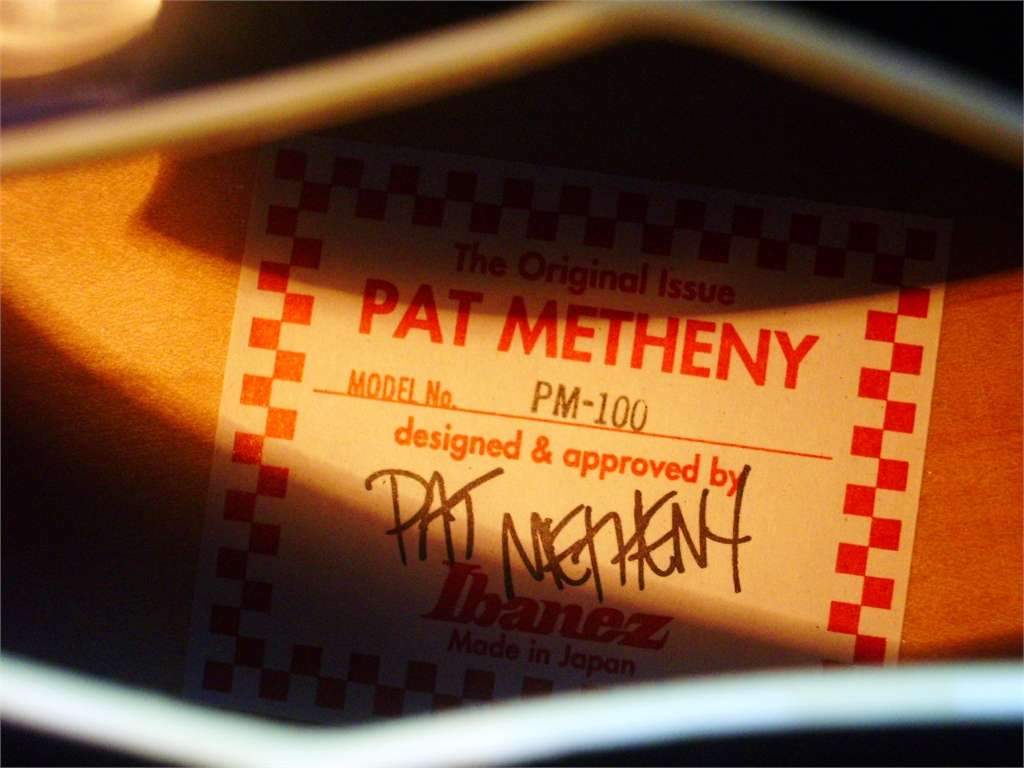 The Original Issue
PAT METHENY
MODEL No. PM-100
designed & approved by
PAT METHENY
Ibanez
Made in Japan